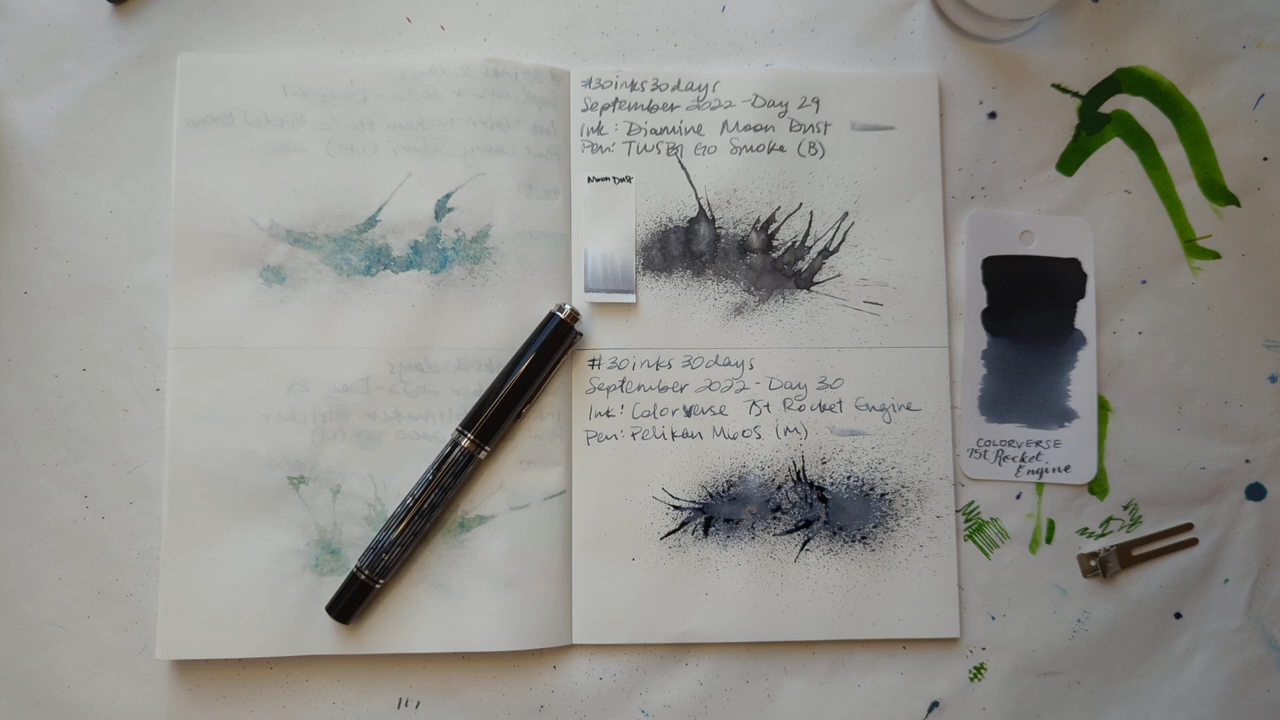 #30inks30days
September 2022-Day 29
Ink: Diamine Moon Dust
Pen: TWSBI Go Smoke (B)
Moon Dust
#30inks30days
September 2022-Day 30
Ink: Colorverse 75t Rocket Engine
Pen: Pelikan M605 (M)
COLORVERSE
75t Rocket
Engine